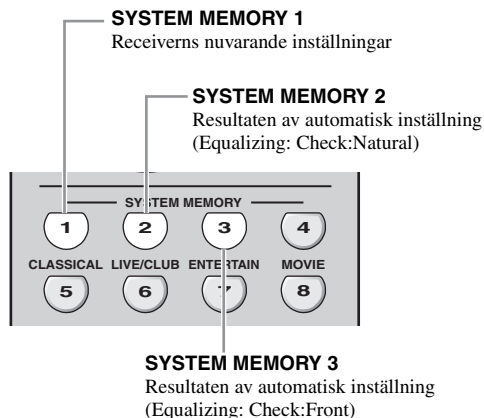 SYSTEM MEMORY 1
Receiverns nuvarande inställningar
SYSTEM MEMORY 2
Resultaten av automatisk inställning
(Equalizing: Check:Natural)
SYSTEM MEMORY
1 2 3 4
CLASSICAL LIVE/CLUB ENTERTAIN MOVIE
5 6 7 8
SYSTEM MEMORY 3
Resultaten av automatisk inställning
(Equalizing: Check:Front)